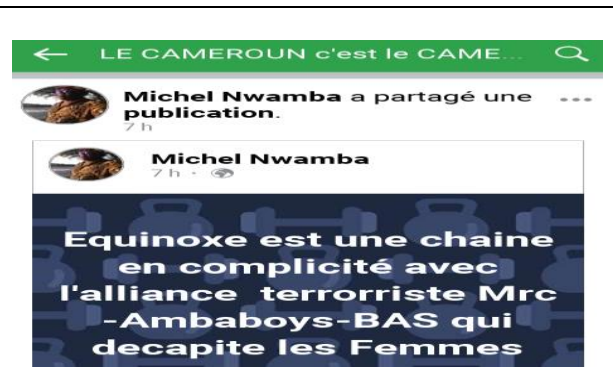 LE CAMEROUN c'est le CAME...
Michel Nwamba a partagé une
publication.
7 h
Michel Nwamba
7 h ·
Equinoxe est une chaine
en complicité avec
l'alliance terrorriste Mrc
-Ambaboys-BAS qui
decapite les Femmes